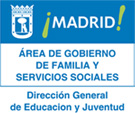 ¡MADRID!
ÁREA DE GOBIERNO
DE FAMILIA Y
SERVICIOS SOCIALES
Dirección General
de Educacion y Juventud